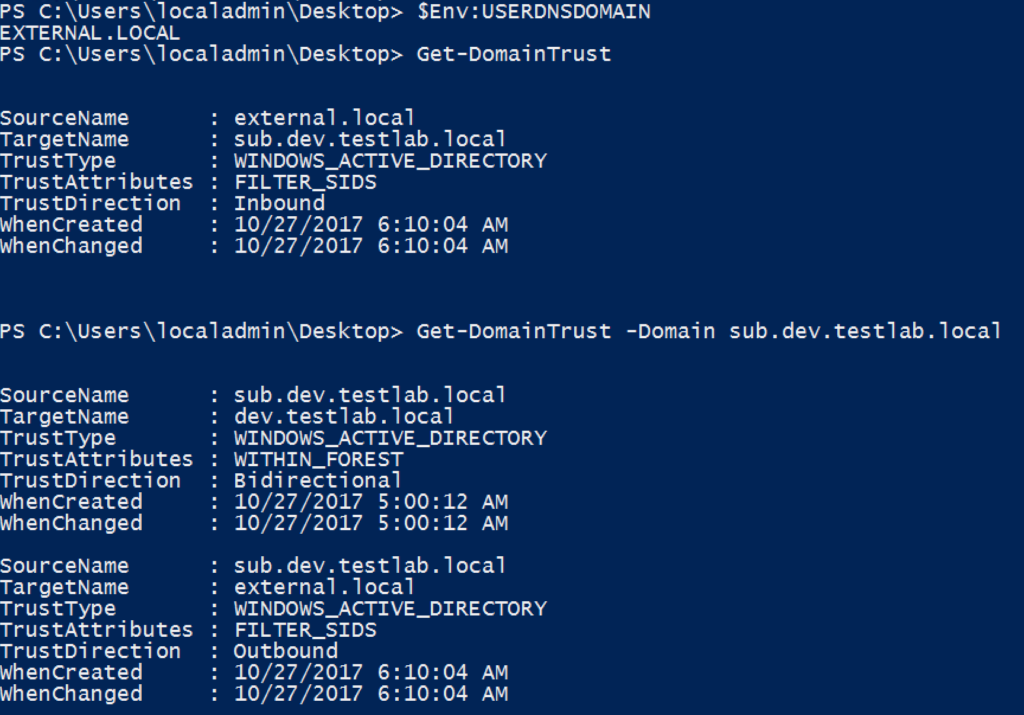 PS C:\Users\localadmin\Desktop> $Env:USERDNSDOMAIN
EXTERNAL.LOCAL
PS C:\Users\localadmin\Desktop> Get-DomainTrust
SourceName : external.local
TargetName : sub.dev.testlab.local
TrustType : WINDOWS_ACTIVE_DIRECTORY
TrustAttributes : FILTER_SIDS
TrustDirection : Inbound
WhenCreated : 10/27/2017 6:10:04 AM
WhenChanged : 10/27/2017 6:10:04 AM
PS C:\Users\localadmin\Desktop> Get-DomainTrust -Domain sub.dev.testlab.local
SourceName : sub.dev.testlab.local
TargetName : dev.testlab.local
TrustType : WINDOWS_ACTIVE_DIRECTORY
TrustAttributes : WITHIN_FOREST
TrustDirection : Bidirectional
WhenCreated : 10/27/2017 5:00:12 AM
WhenChanged : 10/27/2017 5:00:12 AM
SourceName : sub.dev.testlab.local
TargetName : external.local
TrustType : WINDOWS_ACTIVE_DIRECTORY
TrustAttributes : FILTER_SIDS
TrustDirection : Outbound
WhenCreated : 10/27/2017 6:10:04 AM
WhenChanged : 10/27/2017 6:10:04 AM